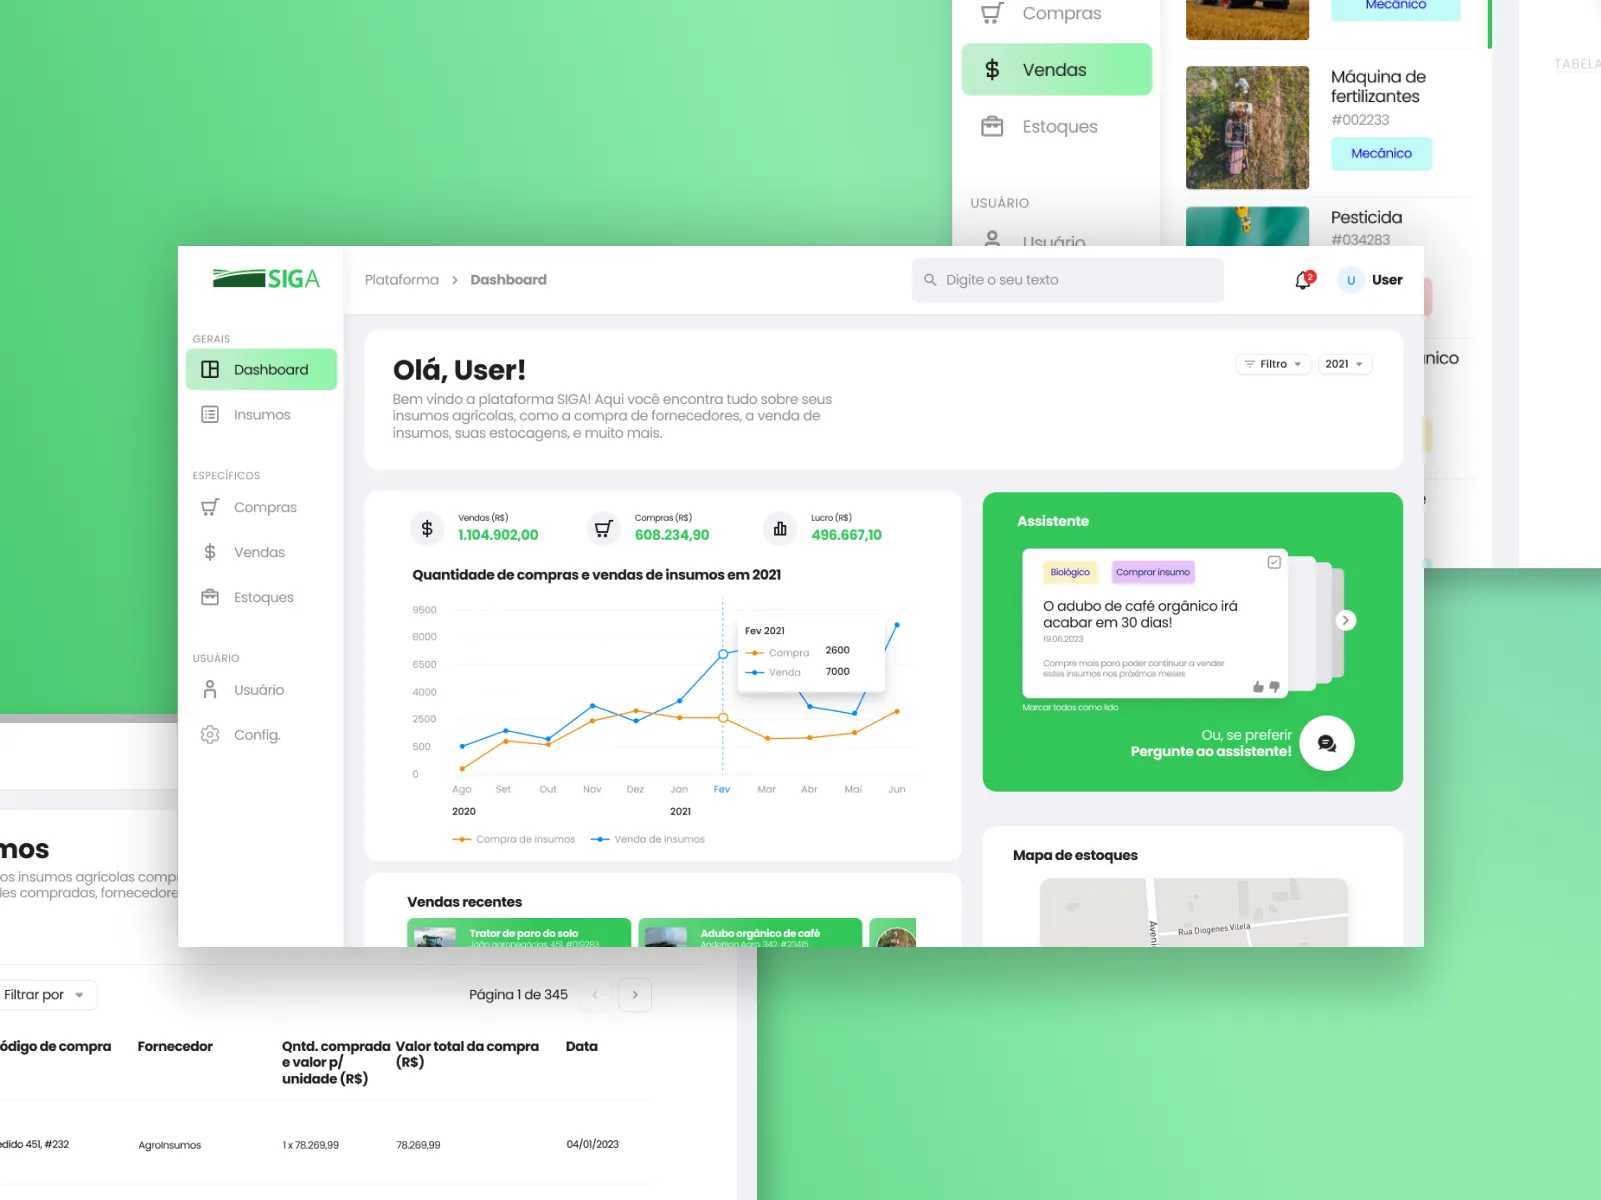 Compras
Vendas
Estoques
USUÁRIO
Usuário
Mecânico
Máquina de
fertilizantes
#002233
Mecânico
Pesticida
#034283
TABELA
SIGA
Plataforma > Dashboard
Digite o seu texto
2
U
User
GERAIS
Dashboard
Insumos
ESPECÍFICOS
Compras
Vendas
Estoques
USUÁRIO
Usuário
Config.
Olá, User!
Bem vindo a plataforma SIGA! Aqui você encontra tudo sobre seus
insumos agrícolas, como a compra de fornecedores, a venda de
insumos, suas estocagens, e muito mais.
Filtro
2021
Vendas (R$)
1.104.902,00
Compras (R$)
608.234,90
Lucro (R$)
496.667,10
Quantidade de compras e vendas de insumos em 2021
9500
8000
6500
4000
2500
500
0
Fev 2021
Compra 2600
Venda 7000
Ago Set Out Nov Dez Jan Fev Mar Abr Mai Jun
2020 2021
Compra de insumos Venda de insumos
Assistente
Biológico
Comprar insumo
O adubo de café orgânico irá
acabar em 30 dias!
19.06.2023
Compre mais para poder continuar a vender
estes insumos nos próximos meses
Marcar todos como lido
Ou, se preferir
Pergunte ao assistente!
Vendas recentes
Trator de paro do solo
João agronegócios, 451, #019283
Adubo orgânico de café
Anderson Agro, 342, #23415
Mapa de estoques
Aveni
Rua Diogenes Vilela
nico
mos
os insumos agrícolas comp
les compradas, fornecedore
Filtrar por
Página 1 de 345
ódigo de compra
Fornecedor
Qntd. comprada
e valor p/
unidade (R$)
Valor total da compra
(R$)
Data
edido 451, #232
AgroInsumos
1 x 78.269,99
78.269,99
04/01/2023